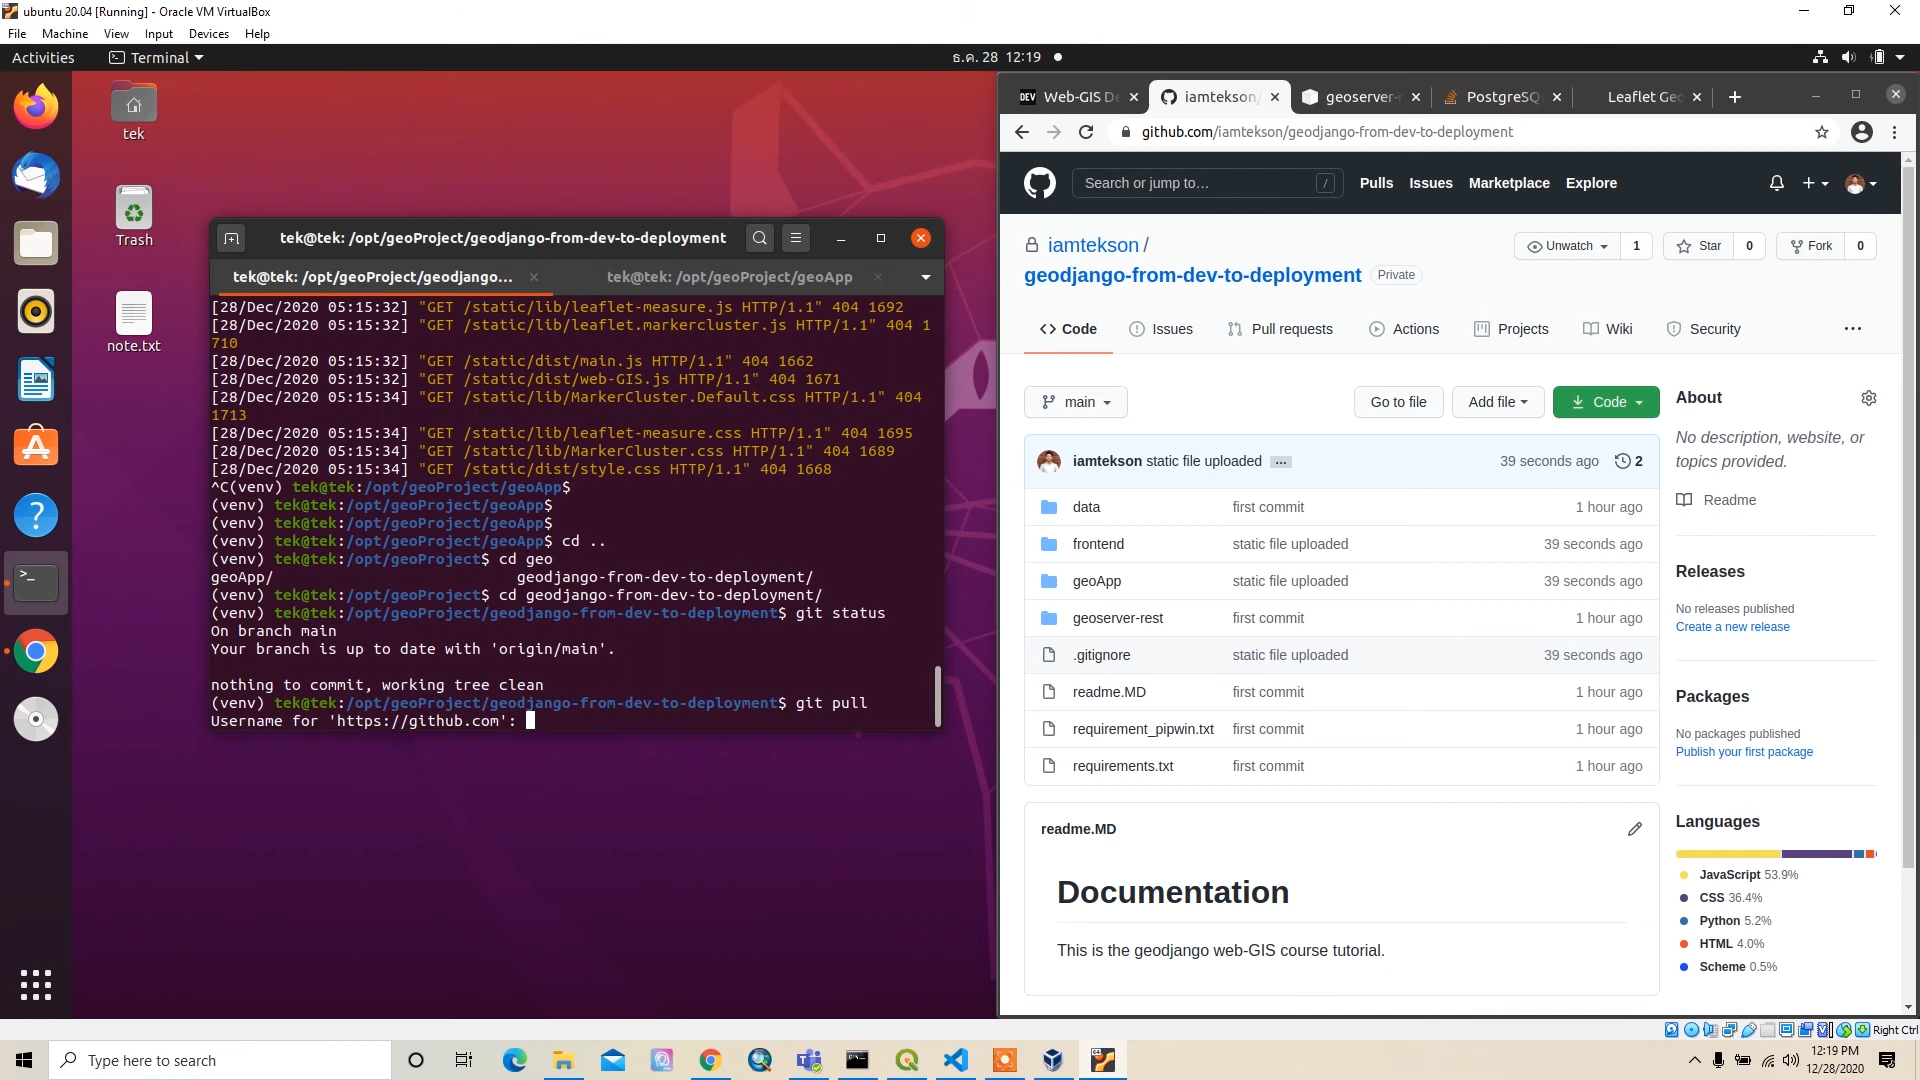 ubuntu 20.04 [Running] - Oracle VM VirtualBox
File Machine View Input Devices Help
Activities Terminal ธ.ค. 28 12:19
tek
Trash
note.txt
tek@tek: /opt/geoProject/geodjango-from-dev-to-deployment
tek@tek: /opt/geoProject/geodjango... tek@tek: /opt/geoProject/geoApp
[28/Dec/2020 05:15:32] "GET /static/lib/leaflet-measure.js HTTP/1.1" 404 1692
[28/Dec/2020 05:15:32] "GET /static/lib/leaflet.markercluster.js HTTP/1.1" 404 1
710
[28/Dec/2020 05:15:32] "GET /static/dist/main.js HTTP/1.1" 404 1662
[28/Dec/2020 05:15:32] "GET /static/dist/web-GIS.js HTTP/1.1" 404 1671
[28/Dec/2020 05:15:34] "GET /static/lib/MarkerCluster.Default.css HTTP/1.1" 404
1713
[28/Dec/2020 05:15:34] "GET /static/lib/leaflet-measure.css HTTP/1.1" 404 1695
[28/Dec/2020 05:15:34] "GET /static/lib/MarkerCluster.css HTTP/1.1" 404 1689
[28/Dec/2020 05:15:34] "GET /static/dist/style.css HTTP/1.1" 404 1668
^C(venv) tek@tek:/opt/geoProject/geoApp$
(venv) tek@tek:/opt/geoProject/geoApp$
(venv) tek@tek:/opt/geoProject/geoApp$
(venv) tek@tek:/opt/geoProject/geoApp$ cd ..
(venv) tek@tek:/opt/geoProject$ cd geo
geoApp/ geodjango-from-dev-to-deployment/
(venv) tek@tek:/opt/geoProject$ cd geodjango-from-dev-to-deployment/
(venv) tek@tek:/opt/geoProject/geodjango-from-dev-to-deployment$ git status
On branch main
Your branch is up to date with 'origin/main'.
nothing to commit, working tree clean
(venv) tek@tek:/opt/geoProject/geodjango-from-dev-to-deployment$ git pull
Username for 'https://github.com':
DEV Web-GIS De iamtekson/ geoserver-r PostgreSQL Leaflet Geo
github.com/iamtekson/geodjango-from-dev-to-deployment
Search or jump to… / Pulls Issues Marketplace Explore
iamtekson /
geodjango-from-dev-to-deployment Private
Unwatch 1 Star 0 Fork 0
Code Issues Pull requests Actions Projects Wiki Security ...
main Go to file Add file Code
iamtekson static file uploaded ... 39 seconds ago 2
data first commit 1 hour ago
frontend static file uploaded 39 seconds ago
geoApp static file uploaded 39 seconds ago
geoserver-rest first commit 1 hour ago
.gitignore static file uploaded 39 seconds ago
readme.MD first commit 1 hour ago
requirement_pipwin.txt first commit 1 hour ago
requirements.txt first commit 1 hour ago
readme.MD
Documentation
This is the geodjango web-GIS course tutorial.
About
No description, website, or
topics provided.
Readme
Releases
No releases published
Create a new release
Packages
No packages published
Publish your first package
Languages
JavaScript 53.9%
CSS 36.4%
Python 5.2%
HTML 4.0%
Scheme 0.5%
Right Ctrl
Type here to search
12:19 PM
12/28/2020